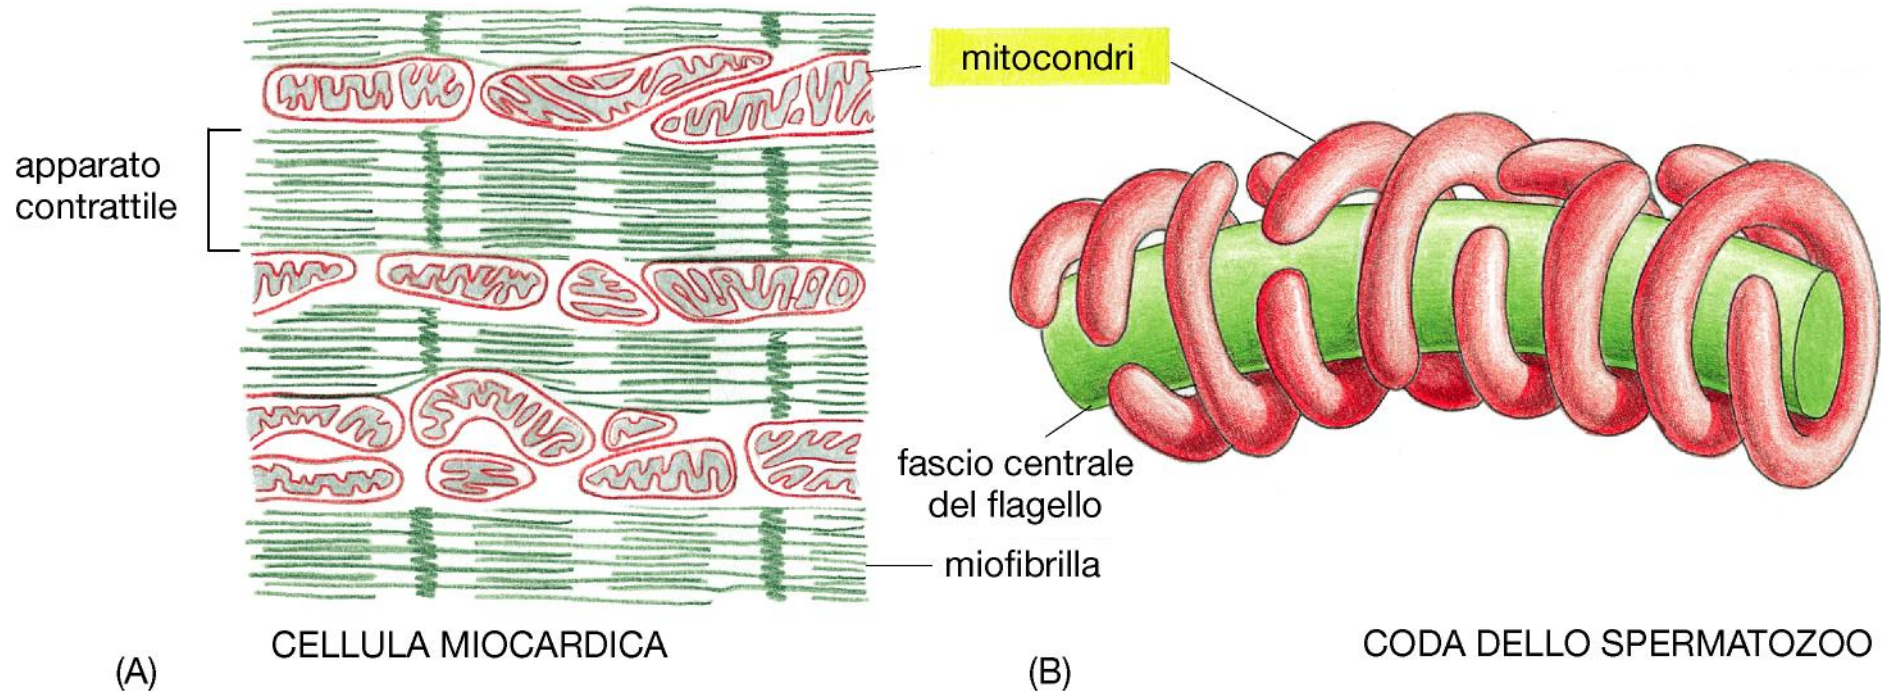 mitocondri
apparato
contrattile
fascio centrale
del flagello
miofibrilla
CELLULA MIOCARDICA
CODA DELLO SPERMATOZOO
(A)
(B)